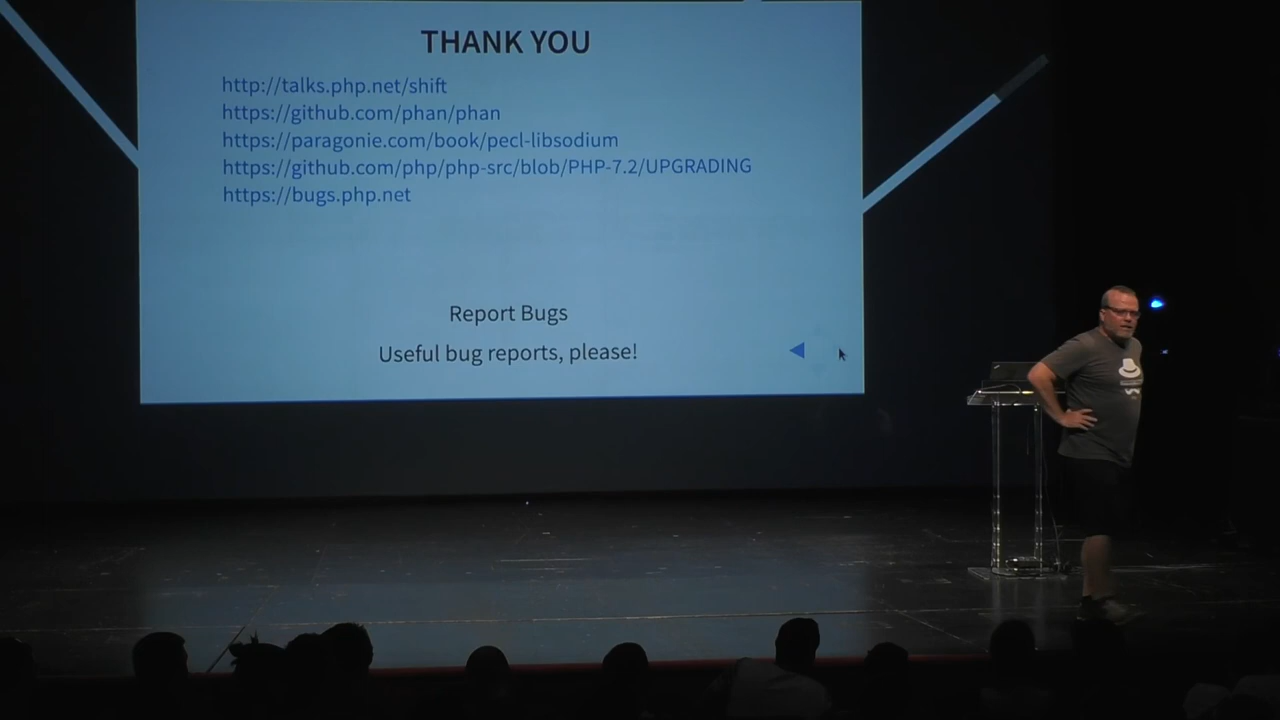 THANK YOU
http://talks.php.net/shift
https://github.com/phan/phan
https://paragonie.com/book/pecl-libsodium
https://github.com/php/php-src/blob/PHP-7.2/UPGRADING
https://bugs.php.net
Report Bugs
Useful bug reports, please!